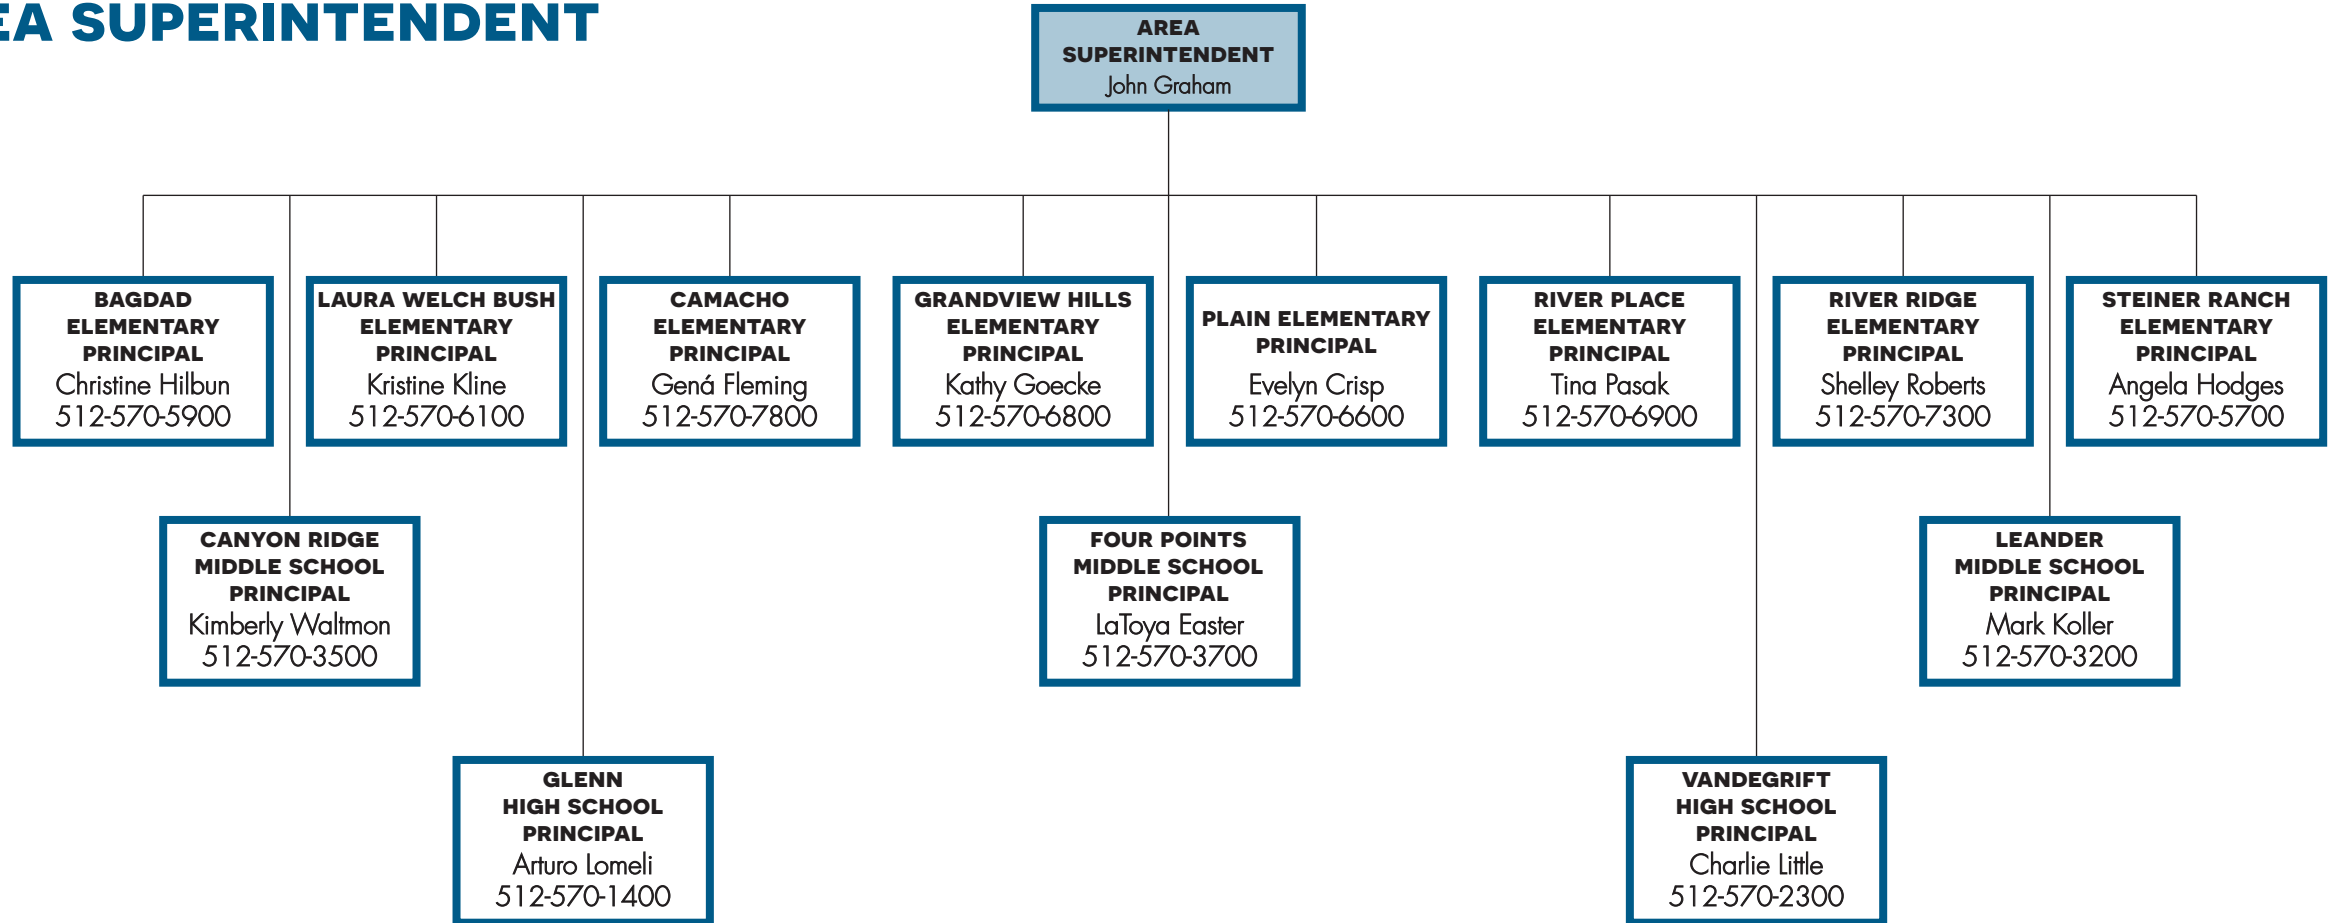 EA SUPERINTENDENT
AREA
SUPERINTENDENT
John Graham
BAGDAD
ELEMENTARY
PRINCIPAL
Christine Hilbun
512-570-5900
LAURA WELCH BUSH
ELEMENTARY
PRINCIPAL
Kristine Kline
512-570-6100
CAMACHO
ELEMENTARY
PRINCIPAL
Gená Fleming
512-570-7800
GRANDVIEW HILLS
ELEMENTARY
PRINCIPAL
Kathy Goecke
512-570-6800
PLAIN ELEMENTARY
PRINCIPAL
Evelyn Crisp
512-570-6600
RIVER PLACE
ELEMENTARY
PRINCIPAL
Tina Pasak
512-570-6900
RIVER RIDGE
ELEMENTARY
PRINCIPAL
Shelley Roberts
512-570-7300
STEINER RANCH
ELEMENTARY
PRINCIPAL
Angela Hodges
512-570-5700
CANYON RIDGE
MIDDLE SCHOOL
PRINCIPAL
Kimberly Waltmon
512-570-3500
FOUR POINTS
MIDDLE SCHOOL
PRINCIPAL
LaToya Easter
512-570-3700
LEANDER
MIDDLE SCHOOL
PRINCIPAL
Mark Koller
512-570-3200
GLENN
HIGH SCHOOL
PRINCIPAL
Arturo Lomeli
512-570-1400
VANDEGRIFT
HIGH SCHOOL
PRINCIPAL
Charlie Little
512-570-2300